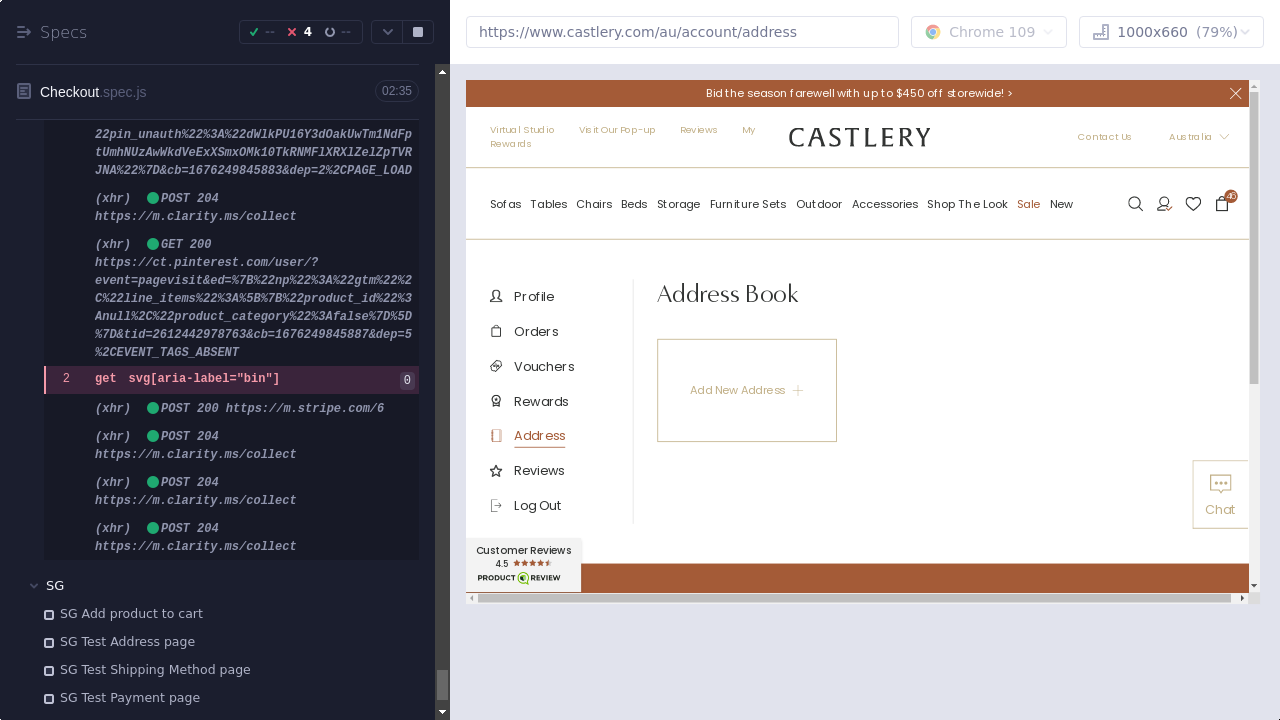 Specs
--
4
--
Checkout.spec.js
02:35
22pin_unauth%22%3A%22dWlkPU16Y3dOakUwTm1NdFp
tUmhNUzAwWkdVeExXSmxOMk10TkRNMFlXRXlZelZpTVR
JNA%22%7D&cb=1676249845883&dep=2%2CPAGE_LOAD
(xhr) POST 204
https://m.clarity.ms/collect
(xhr) GET 200
https://ct.pinterest.com/user/?
event=pagevisit&ed=%7B%22np%22%3A%22gtm%22%2
C%22line_items%22%3A%5B%7B%22product_id%22%3
Anull%2C%22product_category%22%3Afalse%7D%5D
%7D&tid=2612442978763&cb=1676249845887&dep=5
%2CEVENT_TAGS_ABSENT
2 get svg[aria-label="bin"] 0
(xhr) POST 200 https://m.stripe.com/6
(xhr) POST 204
https://m.clarity.ms/collect
(xhr) POST 204
https://m.clarity.ms/collect
(xhr) POST 204
https://m.clarity.ms/collect
SG
SG Add product to cart
SG Test Address page
SG Test Shipping Method page
SG Test Payment page
https://www.castlery.com/au/account/address
Chrome 109
1000x660 (79%)
Bid the season farewell with up to $450 off storewide! >
Virtual Studio
Visit Our Pop-up
Reviews
My
Rewards
CASTLERY
Contact Us
Australia
Sofas Tables Chairs Beds Storage Furniture Sets Outdoor Accessories Shop The Look Sale New
Profile
Orders
Vouchers
Rewards
Address
Reviews
Log Out
Address Book
Add New Address
Chat
Customer Reviews
4.5
PRODUCT REVIEW